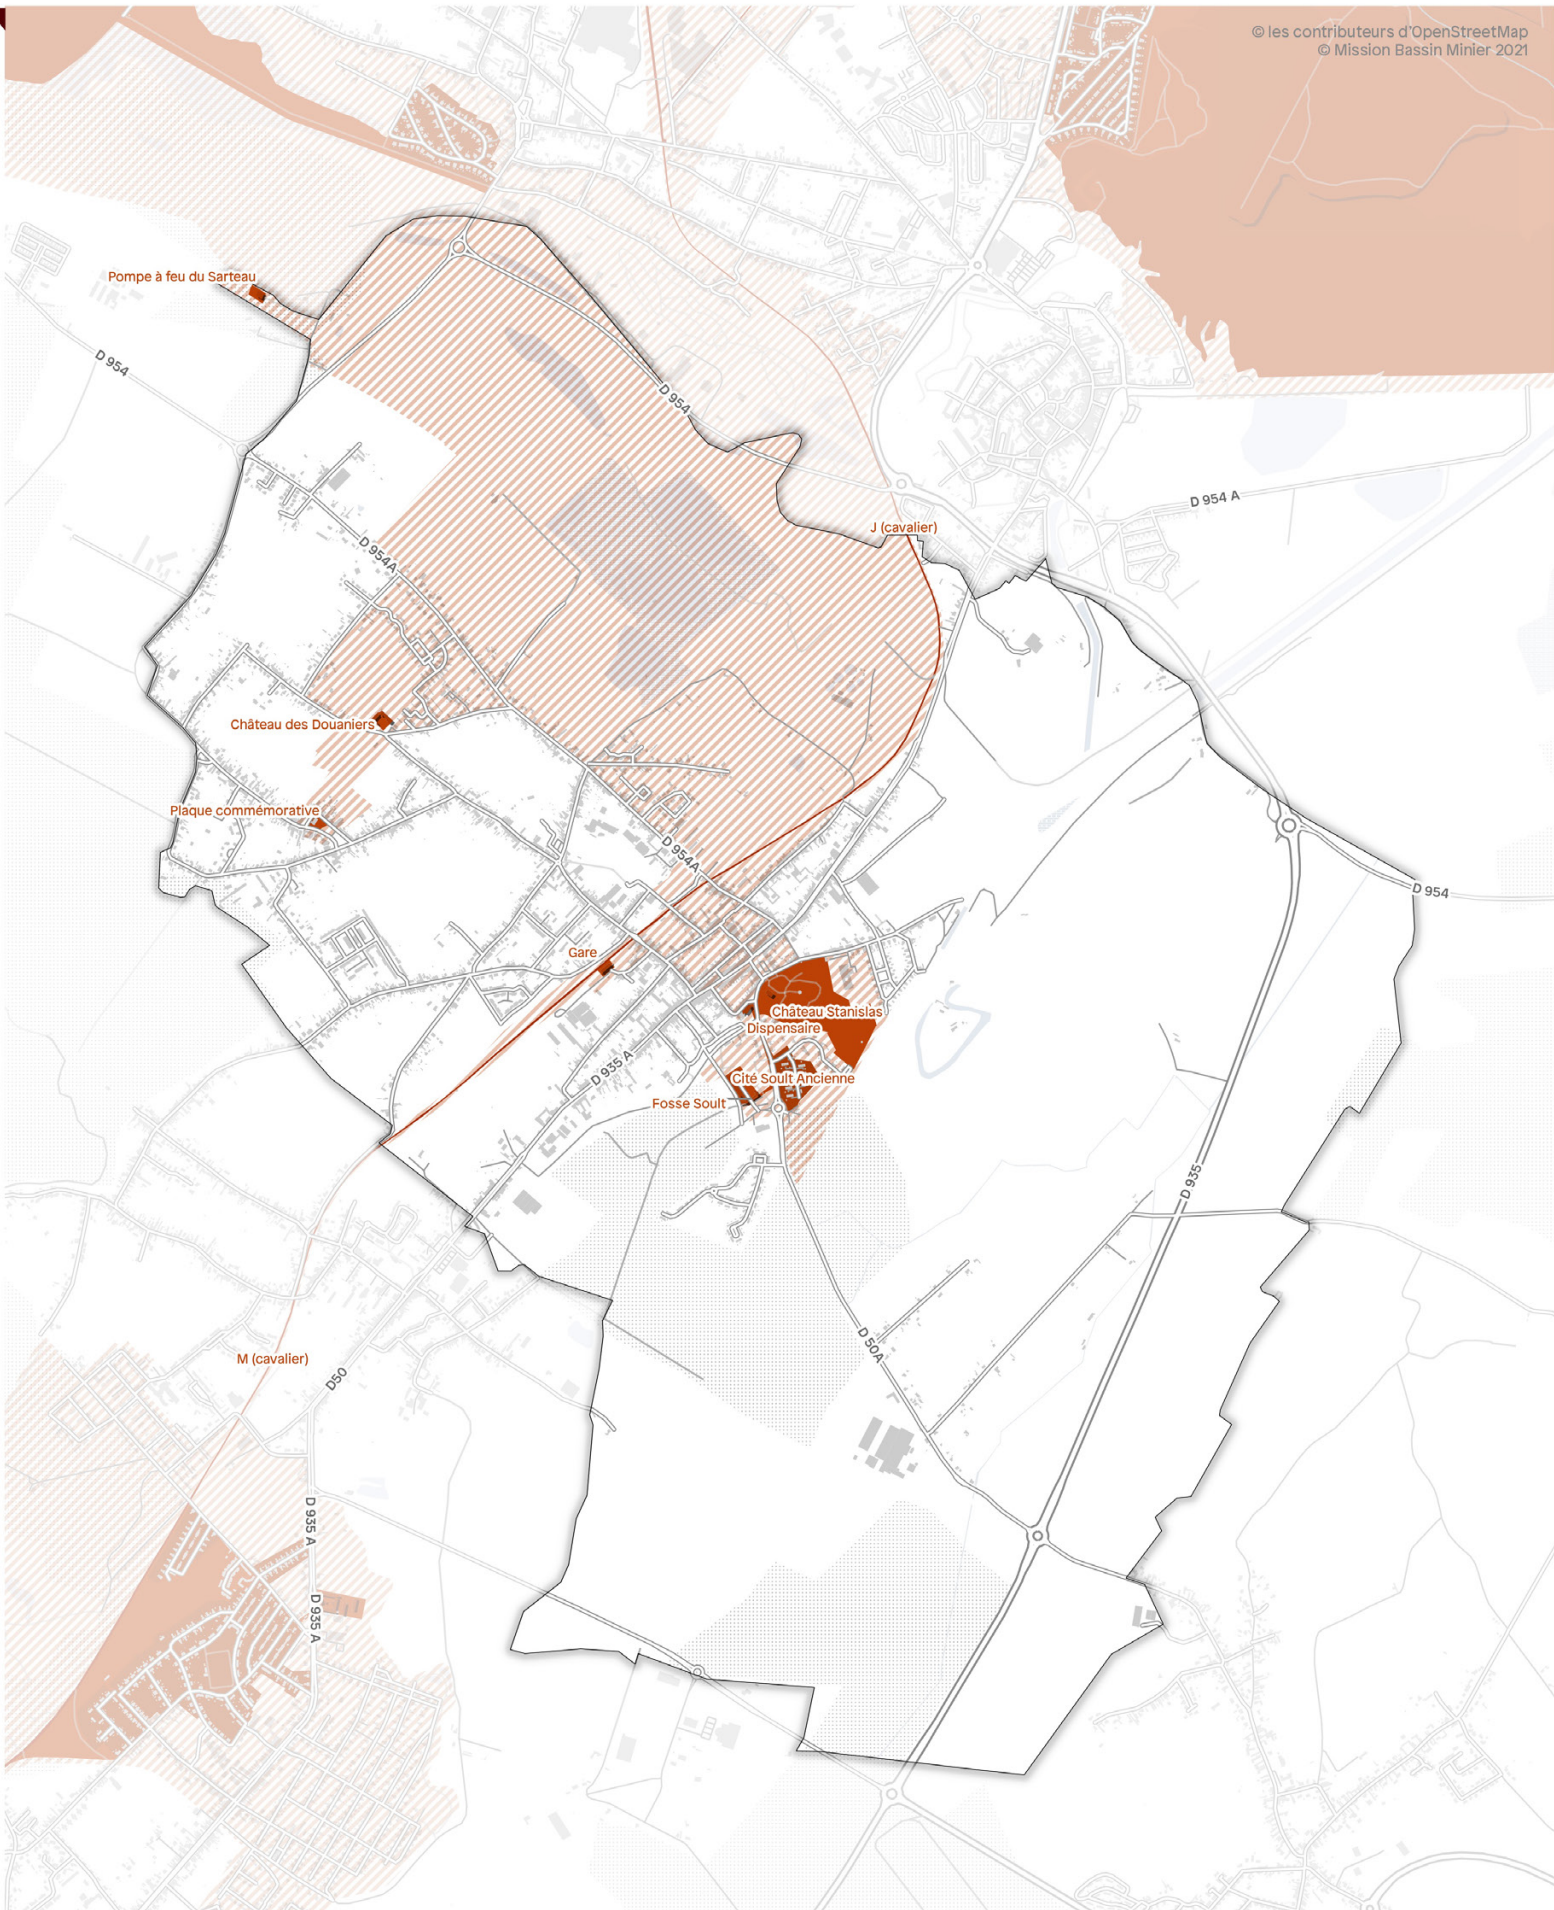 © les contributeurs d'OpenStreetMap
© Mission Bassin Minier 2021
Pompe à feu du Sarteau
D 954
D 954
D 954 A
J (cavalier)
D 954A
Château des Douaniers
Plaque commémorative
D 954A
D 954
Gare
Château Stanislas
Dispensaire
D 935 A
Cité Soult Ancienne
Fosse Soult
D 935
D 50A
M (cavalier)
D50
D 935 A
D 935 A